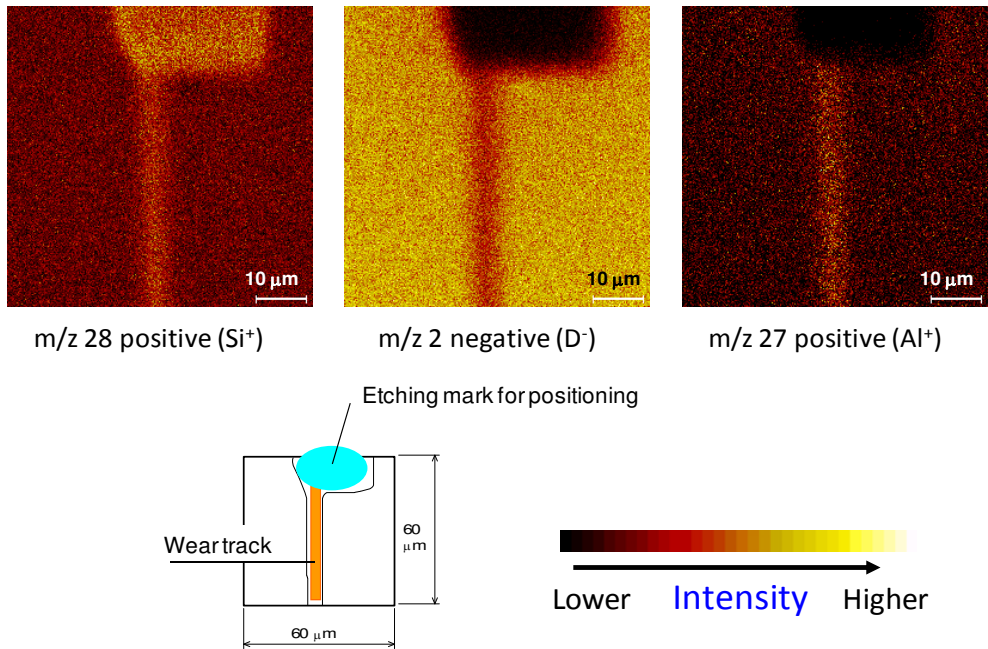 10 μm
10 μm
10 μm
m/z 28 positive (Si⁺)
m/z 2 negative (D⁻)
m/z 27 positive (Al⁺)
Etching mark for positioning
Wear track
60
μm
60 μm
Lower Intensity Higher